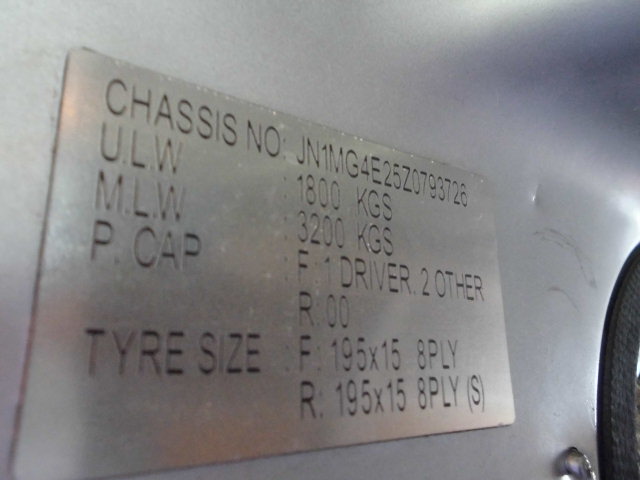 CHASSIS NO: JN1MG4E25Z0793726
U.L.W : 1800 KGS
M.L.W : 3200 KGS
P. CAP : F: 1 DRIVER. 2 OTHER
R: 00
TYRE SIZE : F: 195x15 8PLY
R: 195x15 8PLY (S)